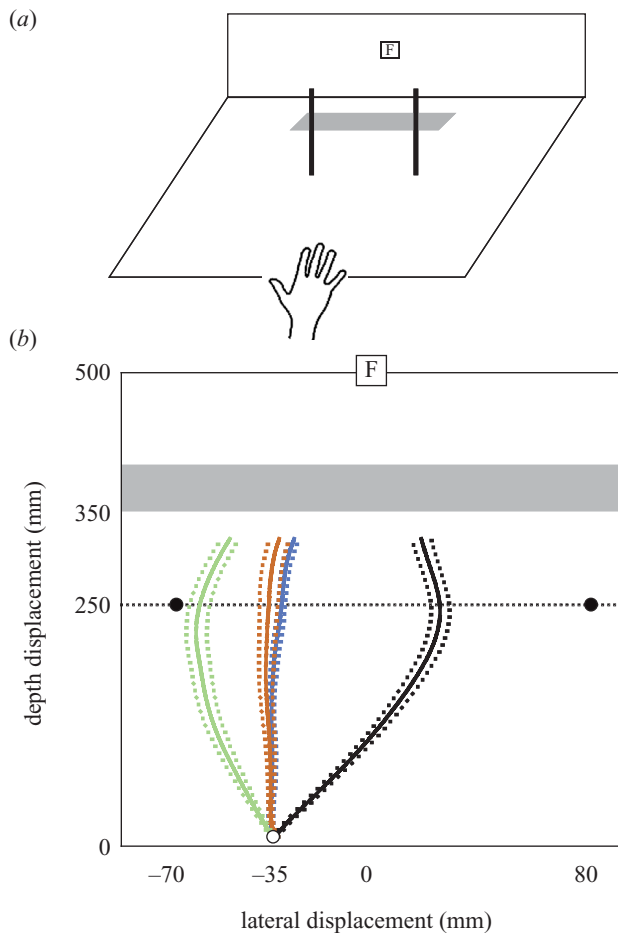 (a)
F
(b)
500
F
350
250
0
depth displacement (mm)
–70 –35 0 80
lateral displacement (mm)